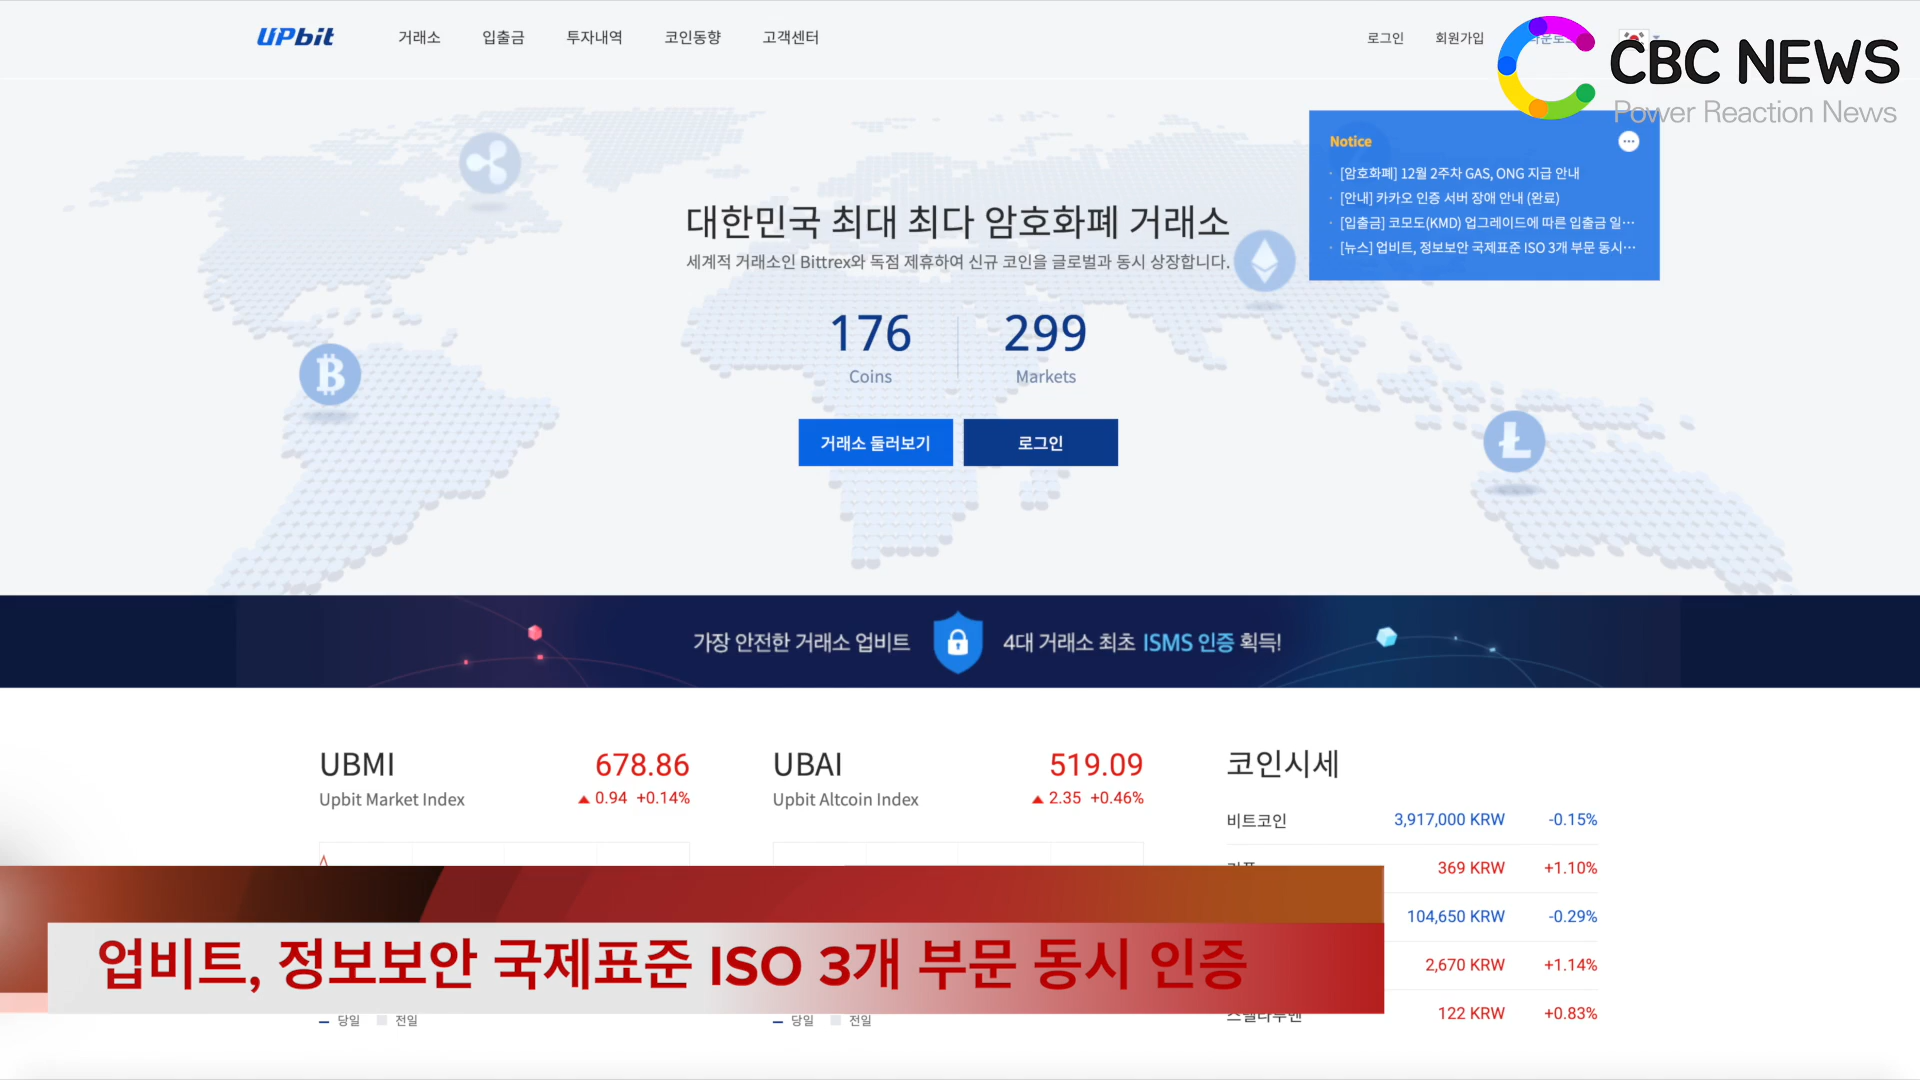 UPbit 거래소 입출금 투자내역 코인동향 고객센터 로그인 회원가입
CBC NEWS
Power Reaction News
Notice
· [암호화폐] 12월 2주차 GAS, ONG 지급 안내
· [안내] 카카오 인증 서버 장애 안내 (완료)
· [입출금] 코모도(KMD) 업그레이드에 따른 입출금 일…
· [뉴스] 업비트, 정보보안 국제표준 ISO 3개 부문 동시…
대한민국 최대 최다 암호화폐 거래소
세계적 거래소인 Bittrex와 독점 제휴하여 신규 코인을 글로벌과 동시 상장합니다.
176 299
Coins Markets
거래소 둘러보기 로그인
가장 안전한 거래소 업비트 4대 거래소 최초 ISMS 인증 획득!
UBMI 678.86
Upbit Market Index ▲ 0.94 +0.14%
UBAI 519.09
Upbit Altcoin Index ▲ 2.35 +0.46%
코인시세
비트코인 3,917,000 KRW -0.15%
369 KRW +1.10%
104,650 KRW -0.29%
2,670 KRW +1.14%
122 KRW +0.83%
업비트, 정보보안 국제표준 ISO 3개 부문 동시 인증
당일 전일
당일 전일